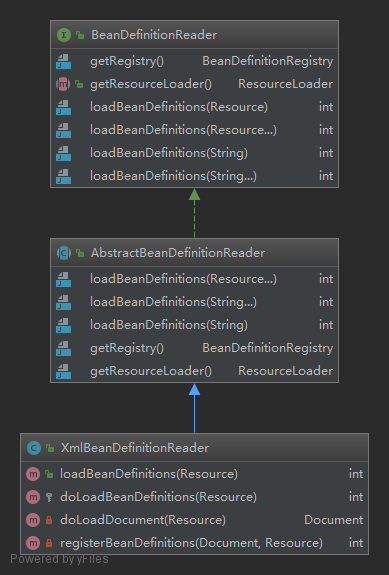 BeanDefinitionReader
getRegistry() BeanDefinitionRegistry
getResourceLoader() ResourceLoader
loadBeanDefinitions(Resource) int
loadBeanDefinitions(Resource...) int
loadBeanDefinitions(String) int
loadBeanDefinitions(String...) int
AbstractBeanDefinitionReader
loadBeanDefinitions(Resource...) int
loadBeanDefinitions(String...) int
loadBeanDefinitions(String) int
getRegistry() BeanDefinitionRegistry
getResourceLoader() ResourceLoader
XmlBeanDefinitionReader
loadBeanDefinitions(Resource) int
doLoadBeanDefinitions(Resource) int
doLoadDocument(Resource) Document
registerBeanDefinitions(Document, Resource) int
Powered by yFiles